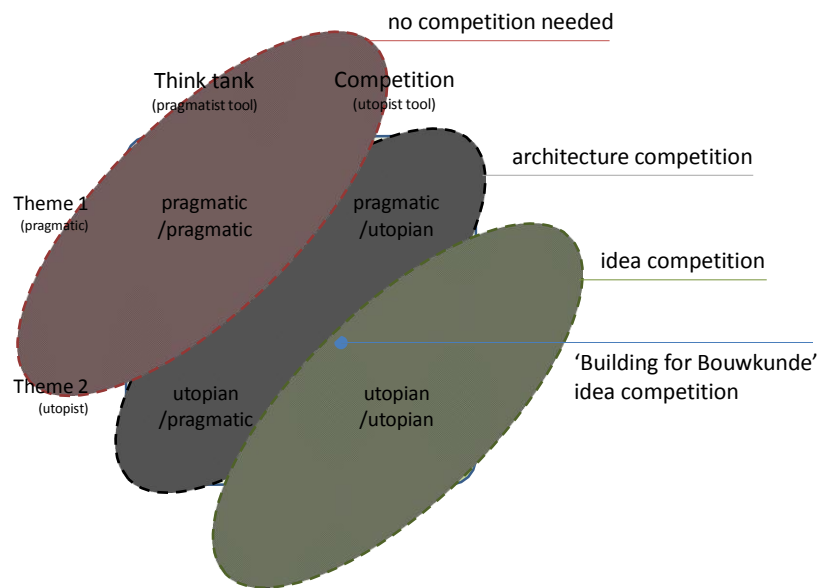 no competition needed
Think tank
(pragmatist tool)
Competition
(utopist tool)
architecture competition
Theme 1
(pragmatic)
pragmatic
/pragmatic
pragmatic
/utopian
idea competition
‘Building for Bouwkunde’
idea competition
Theme 2
(utopist)
utopian
/pragmatic
utopian
/utopian